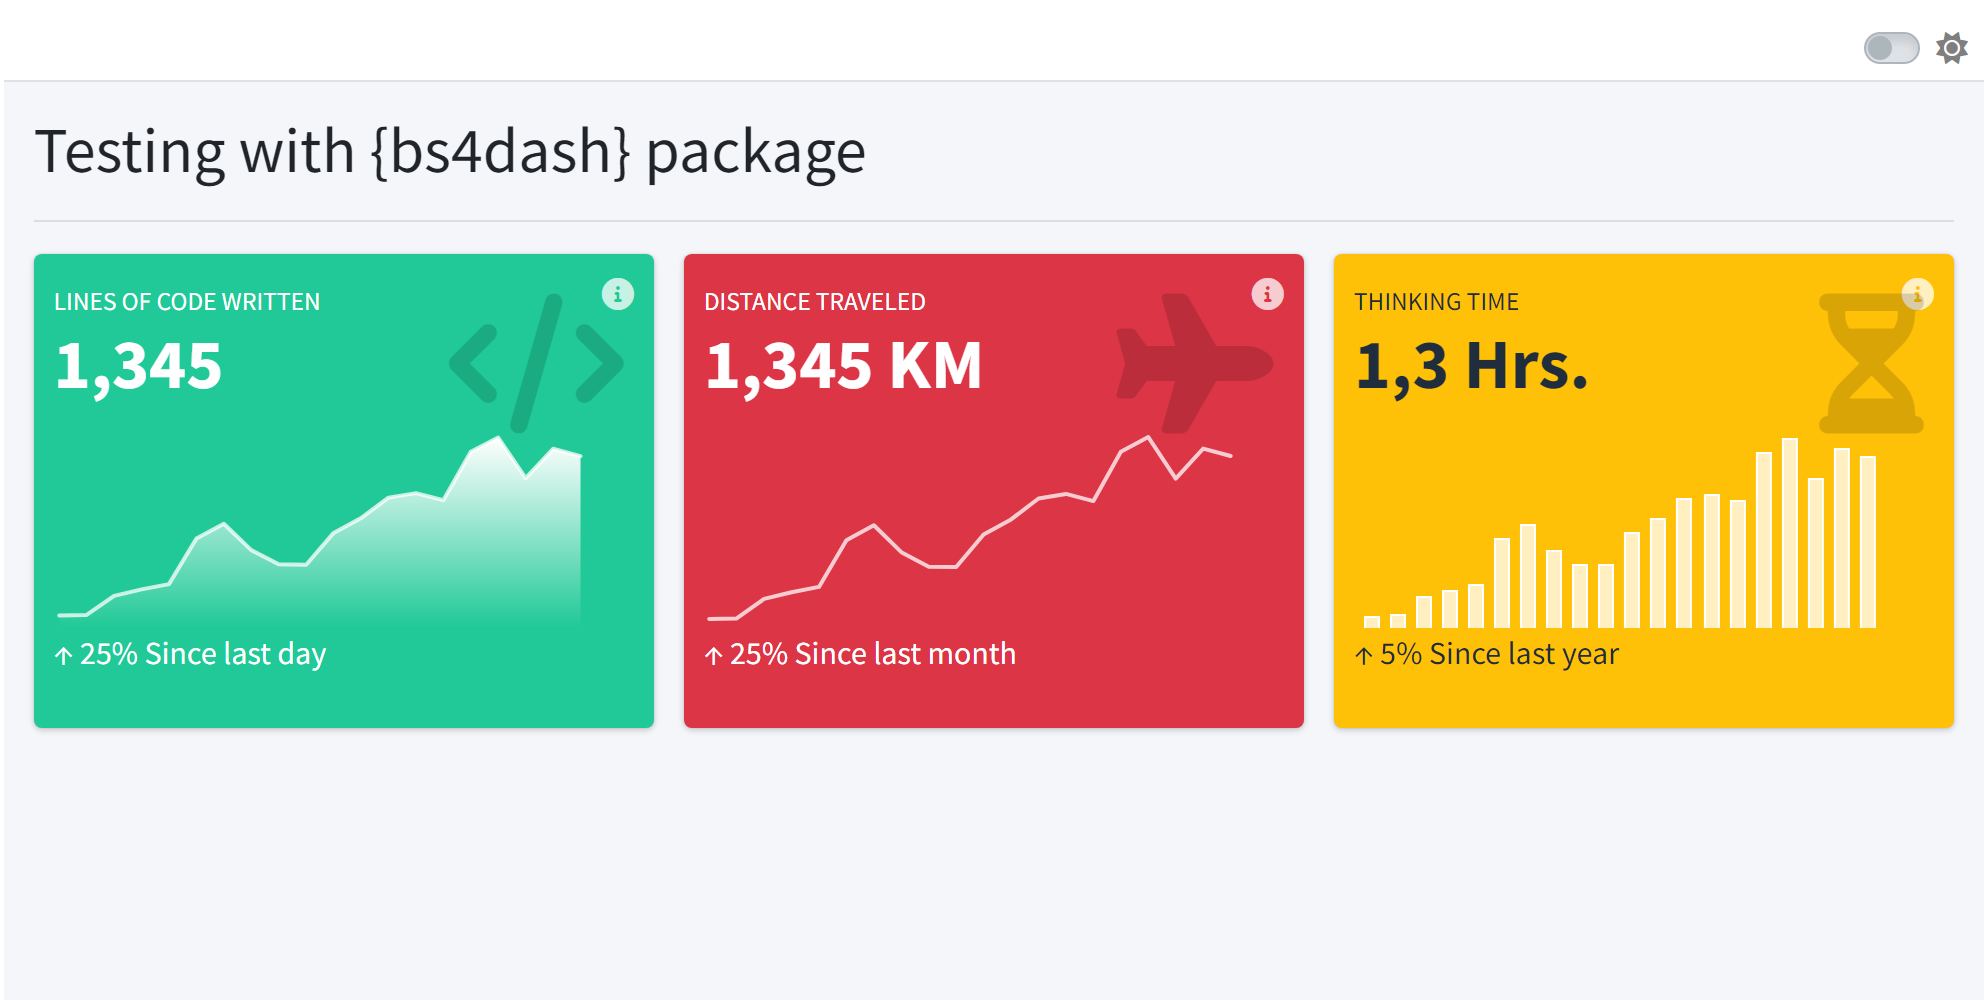 Testing with {bs4dash} package
LINES OF CODE WRITTEN
1,345
↑ 25% Since last day
DISTANCE TRAVELED
1,345 KM
↑ 25% Since last month
THINKING TIME
1,3 Hrs.
↑ 5% Since last year